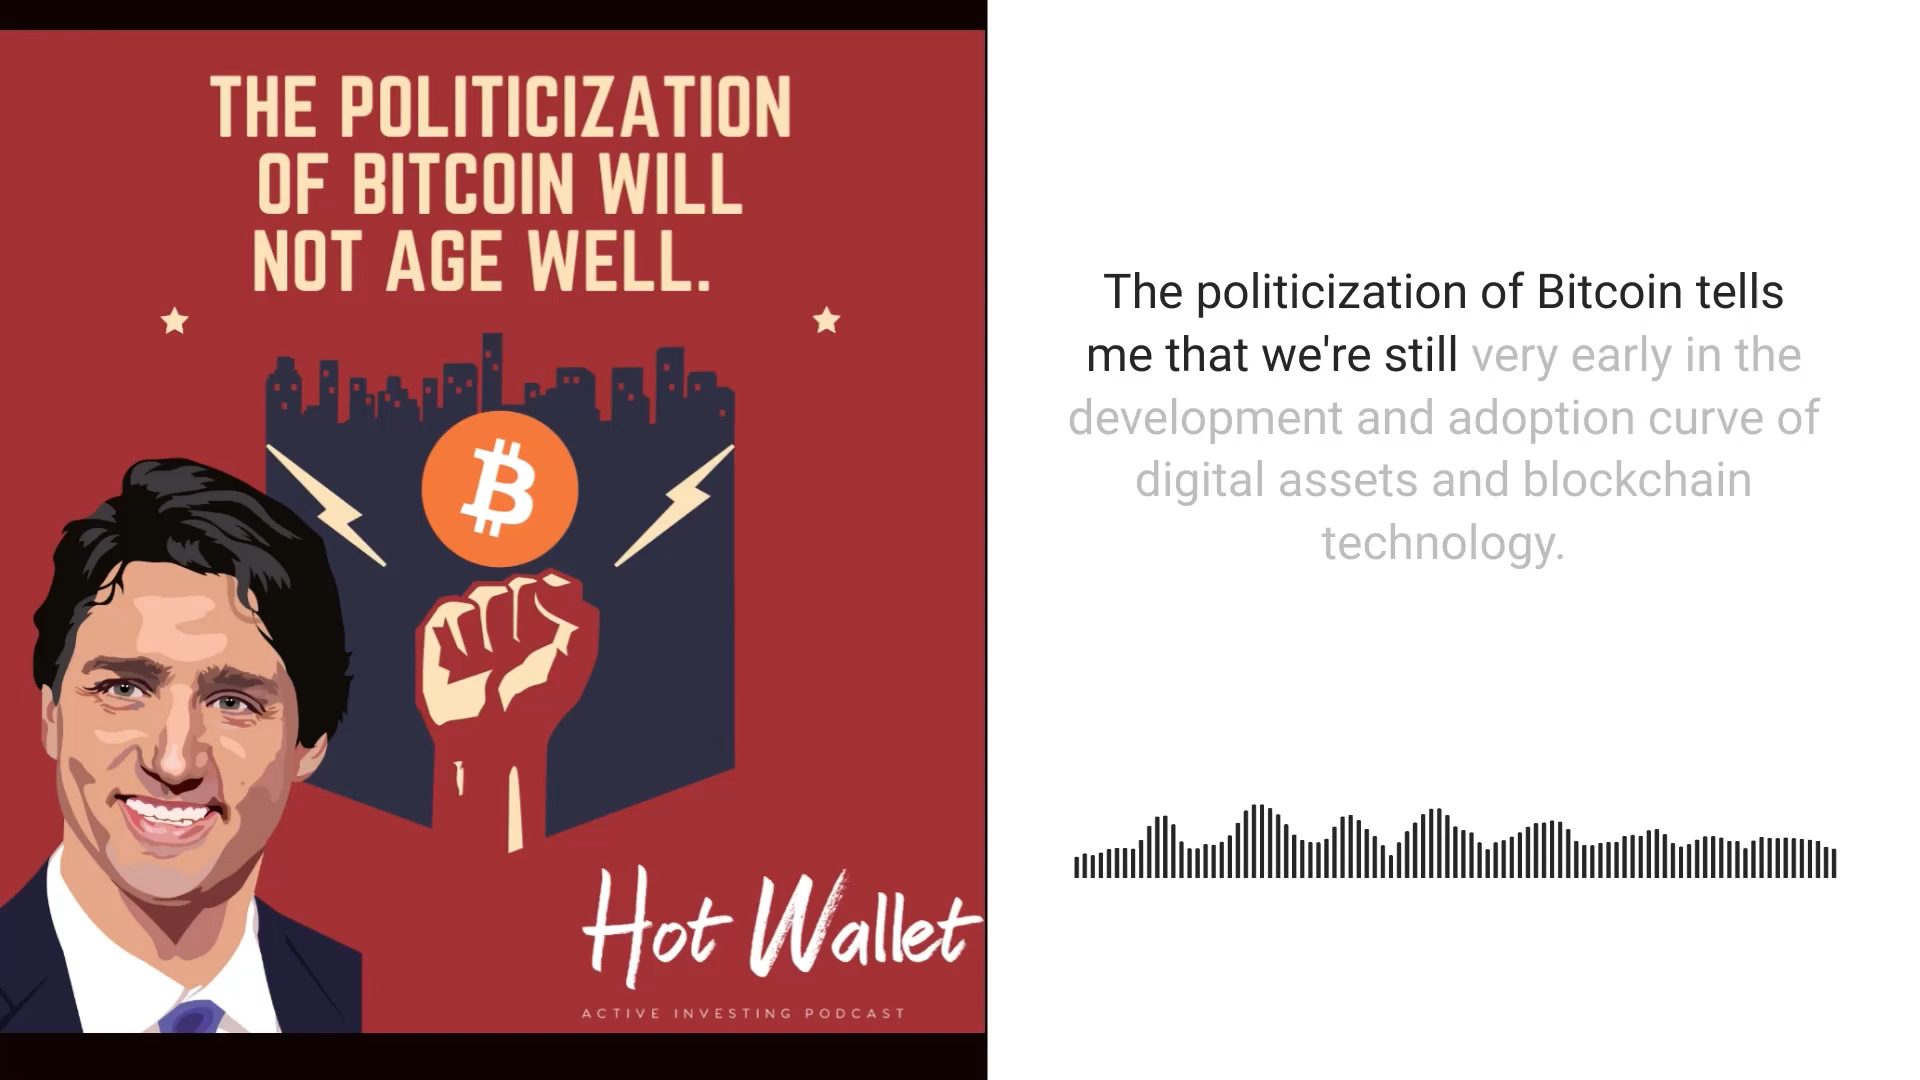 THE POLITICIZATION
OF BITCOIN WILL
NOT AGE WELL.
Hot Wallet
ACTIVE INVESTING PODCAST
The politicization of Bitcoin tells
me that we're still very early in the
development and adoption curve of
digital assets and blockchain
technology.